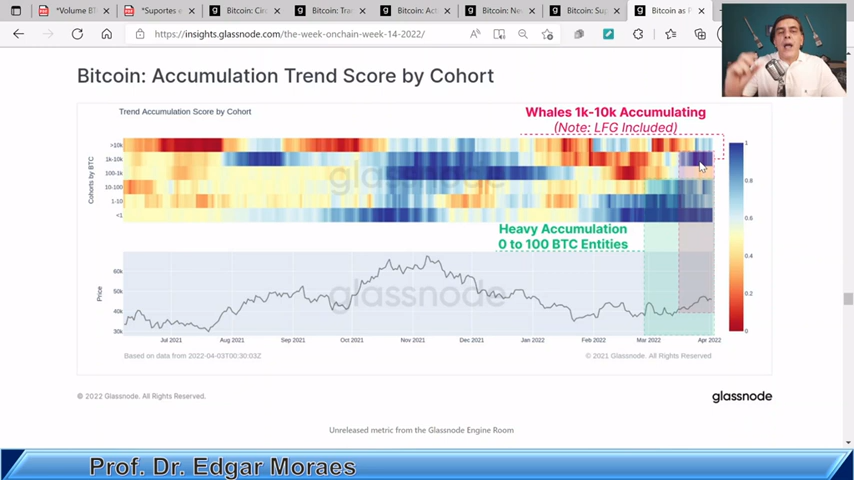 *Volume BT
*Suportes e
Bitcoin: Circ
Bitcoin: Tra
Bitcoin: Act
Bitcoin: Ne
Bitcoin: Su
Bitcoin as P
https://insights.glassnode.com/the-week-onchain-week-14-2022/
Bitcoin: Accumulation Trend Score by Cohort
Trend Accumulation Score by Cohort
Whales 1k-10k Accumulating
(Note: LFG Included)
Cohorts by BTC
>10k
1k-10k
100-1k
10-100
1-10
<1
glassnode
1
0.8
0.6
0.4
0.2
0
Heavy Accumulation
0 to 100 BTC Entities
Price
60k
50k
40k
30k
glassnode
Jul 2021
Aug 2021
Sep 2021
Oct 2021
Nov 2021
Dec 2021
Jan 2022
Feb 2022
Mar 2022
Apr 2022
Based on data from 2022-04-03T00:30:03Z
© 2021 Glassnode. All Rights Reserved
© 2022 Glassnode. All Rights Reserved.
glassnode
Unreleased metric from the Glassnode Engine Room
Prof. Dr. Edgar Moraes